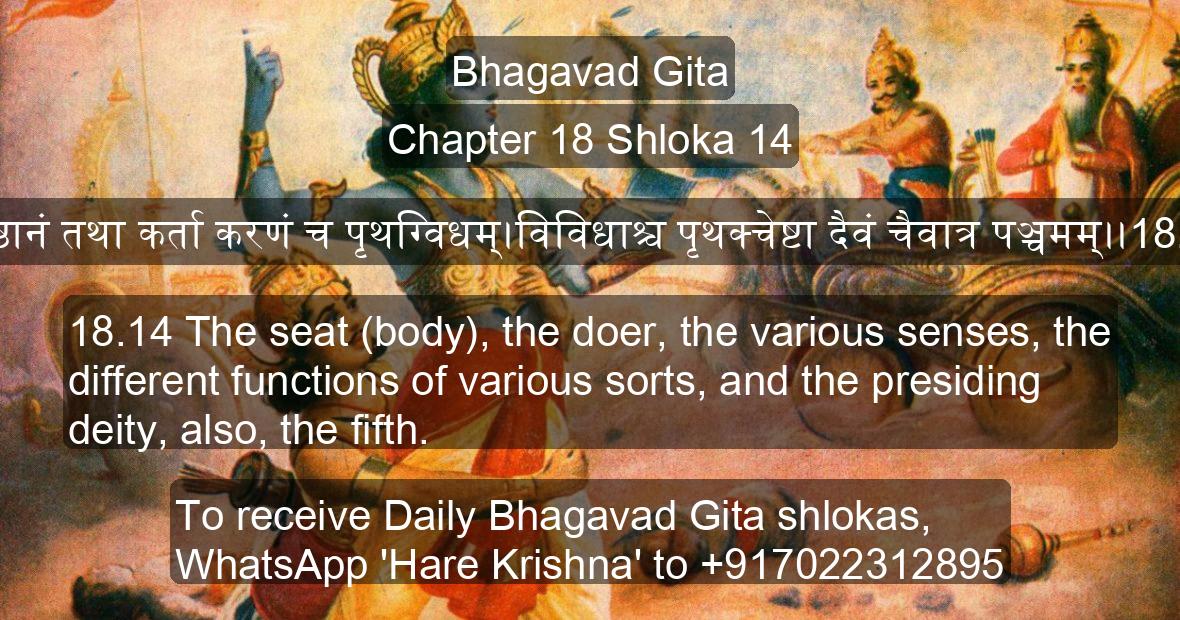 Bhagavad Gita
Chapter 18 Shloka 14
तथा कर्ता करणं च पृथग्विधम्।विविधाश्च पृथक्चेष्टा दैवं चैवात्र पञ्चमम्।।18.
18.14 The seat (body), the doer, the various senses, the
different functions of various sorts, and the presiding
deity, also, the fifth.
To receive Daily Bhagavad Gita shlokas,
WhatsApp 'Hare Krishna' to +917022312895